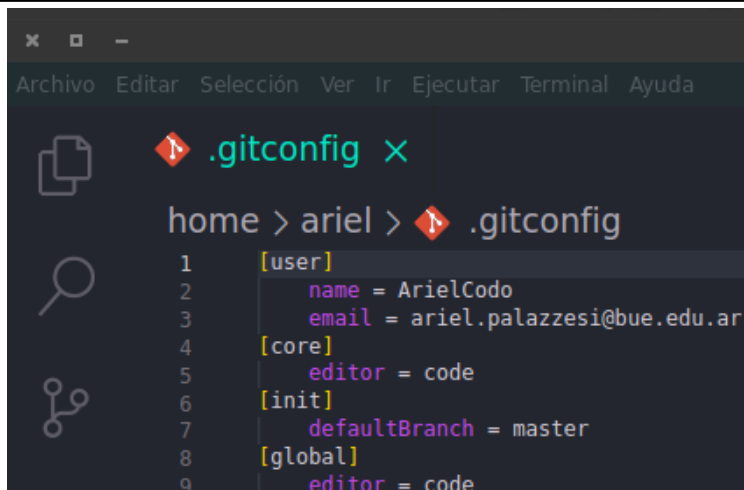 Archivo Editar Selección Ver Ir Ejecutar Terminal Ayuda
.gitconfig
home > ariel > .gitconfig
1 [user]
2 name = ArielCodo
3 email = ariel.palazzesi@bue.edu.ar
4 [core]
5 editor = code
6 [init]
7 defaultBranch = master
8 [global]
9 editor = code